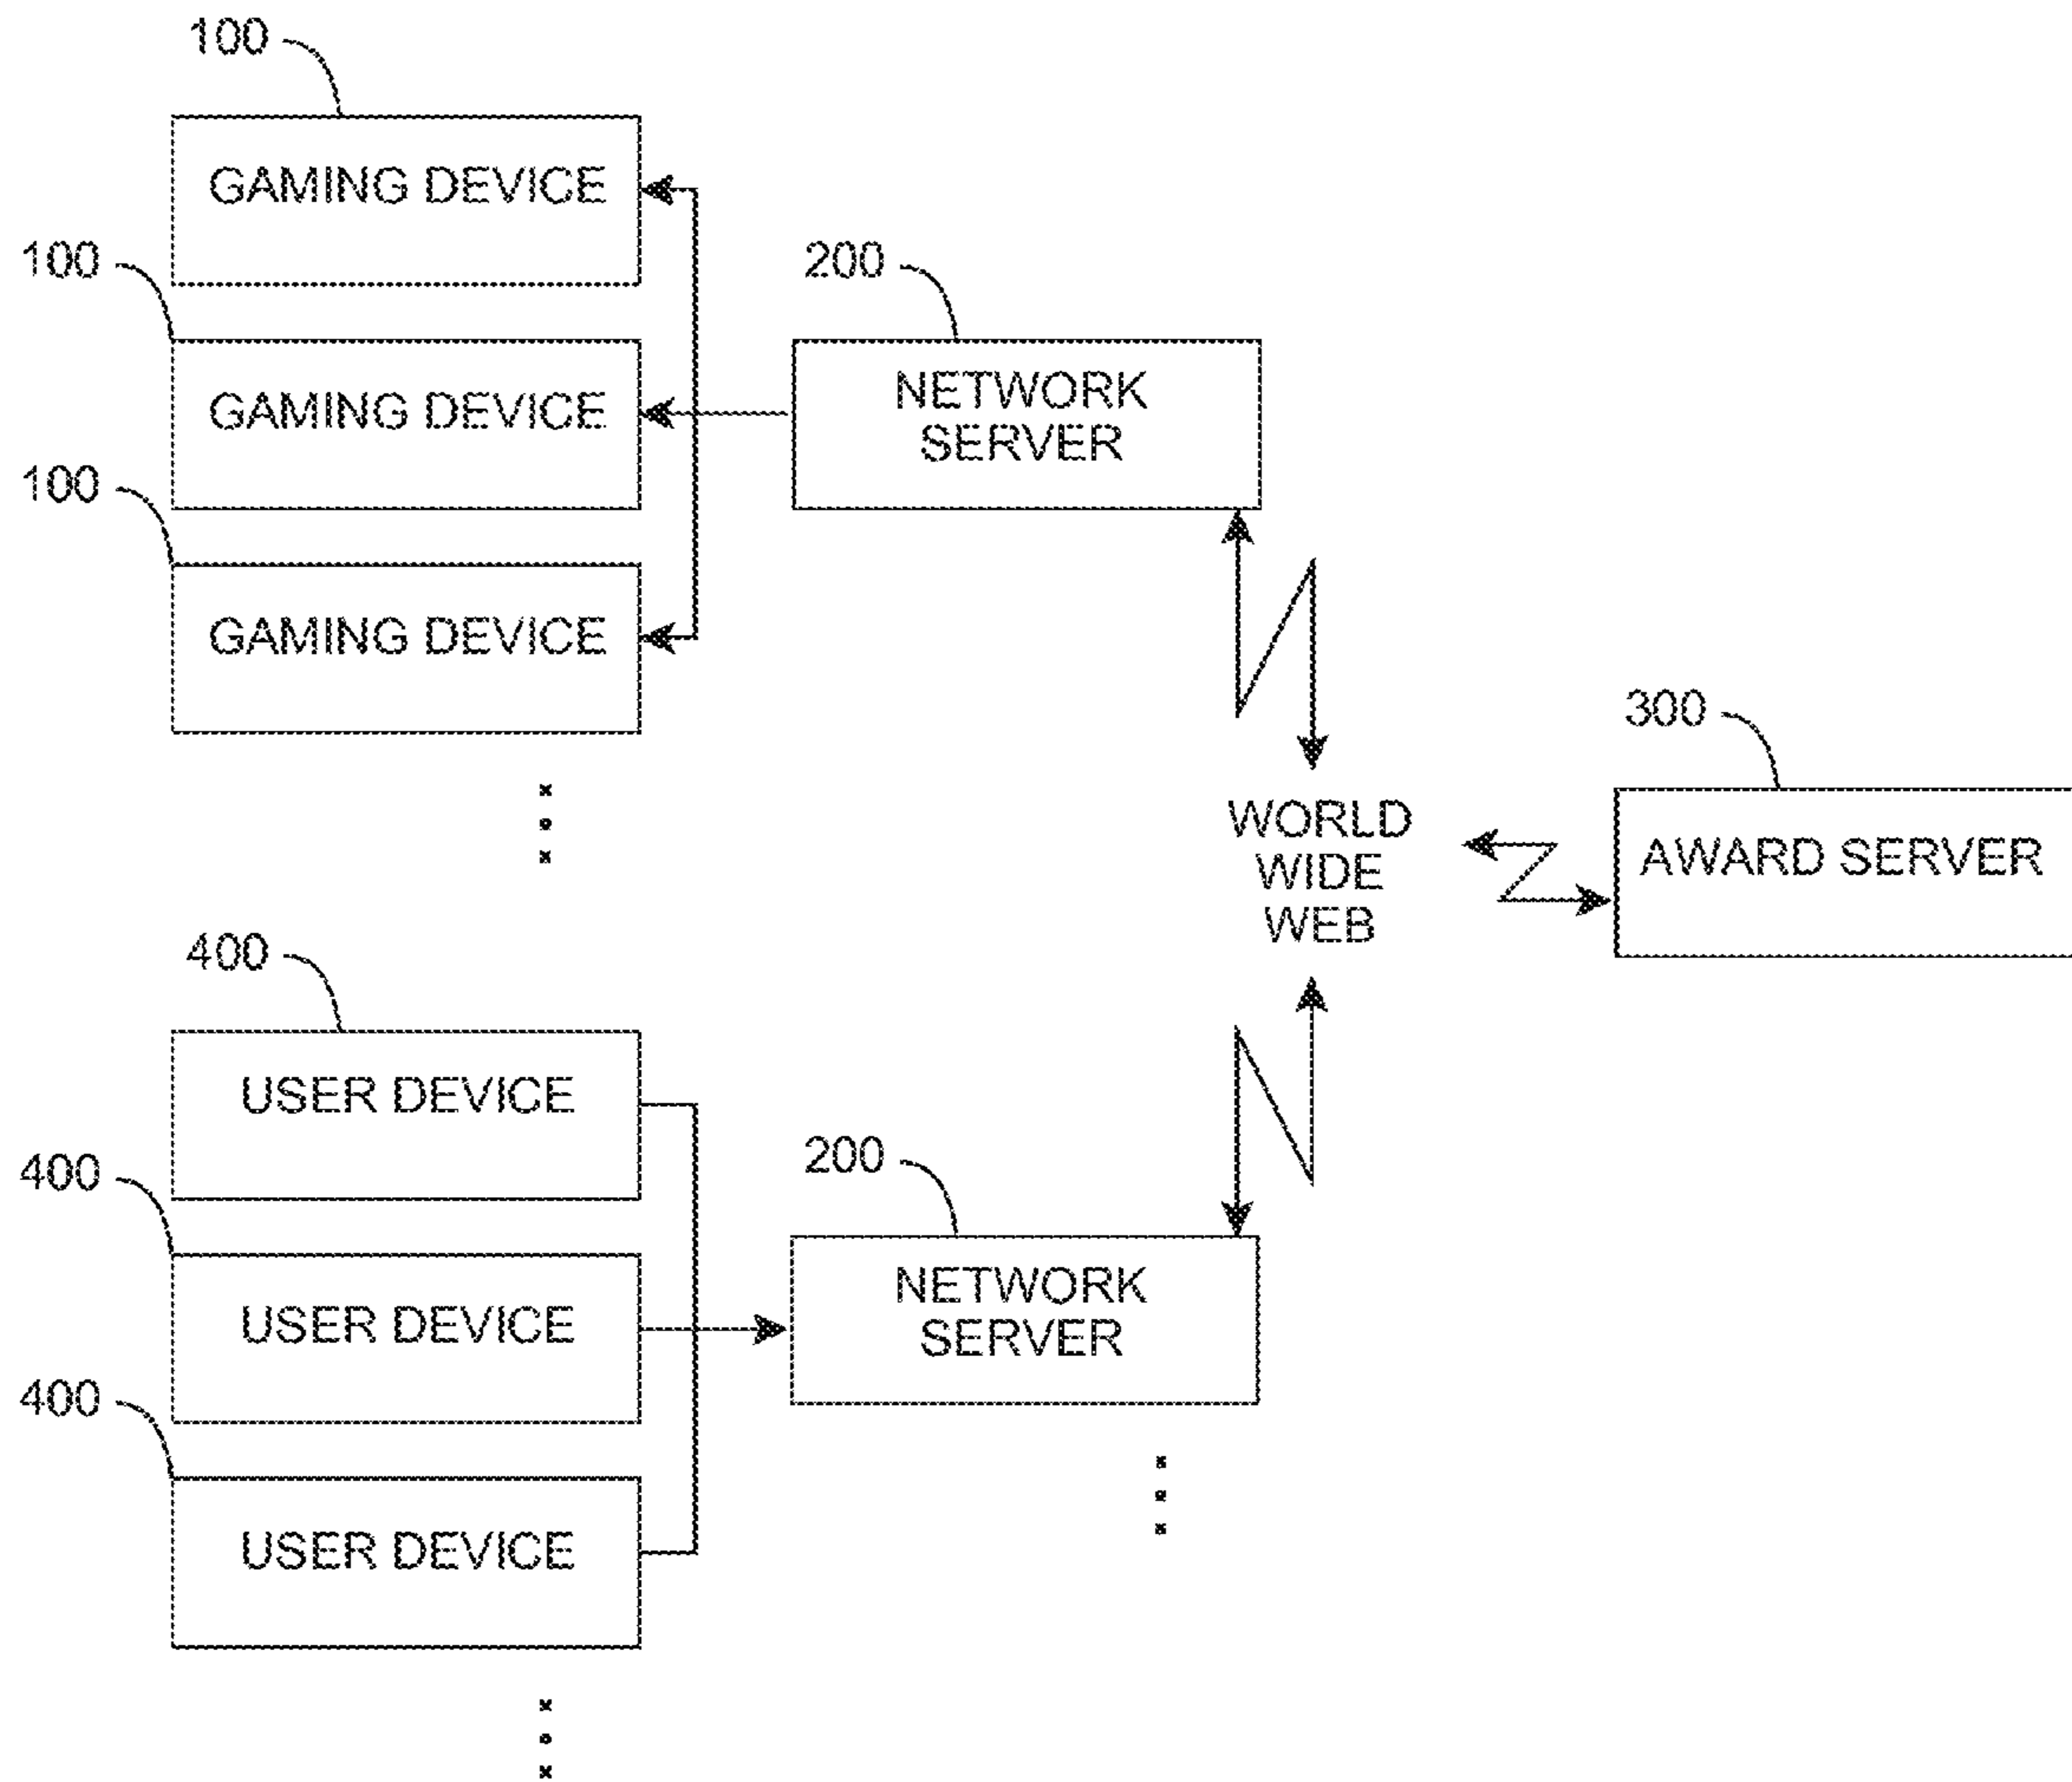 100
GAMING DEVICE
100
200
GAMING DEVICE
NETWORK
SERVER
100
GAMING DEVICE
300
WORLD
WIDE
WEB
AWARD SERVER
400
USER DEVICE
400
200
USER DEVICE
NETWORK
SERVER
400
USER DEVICE